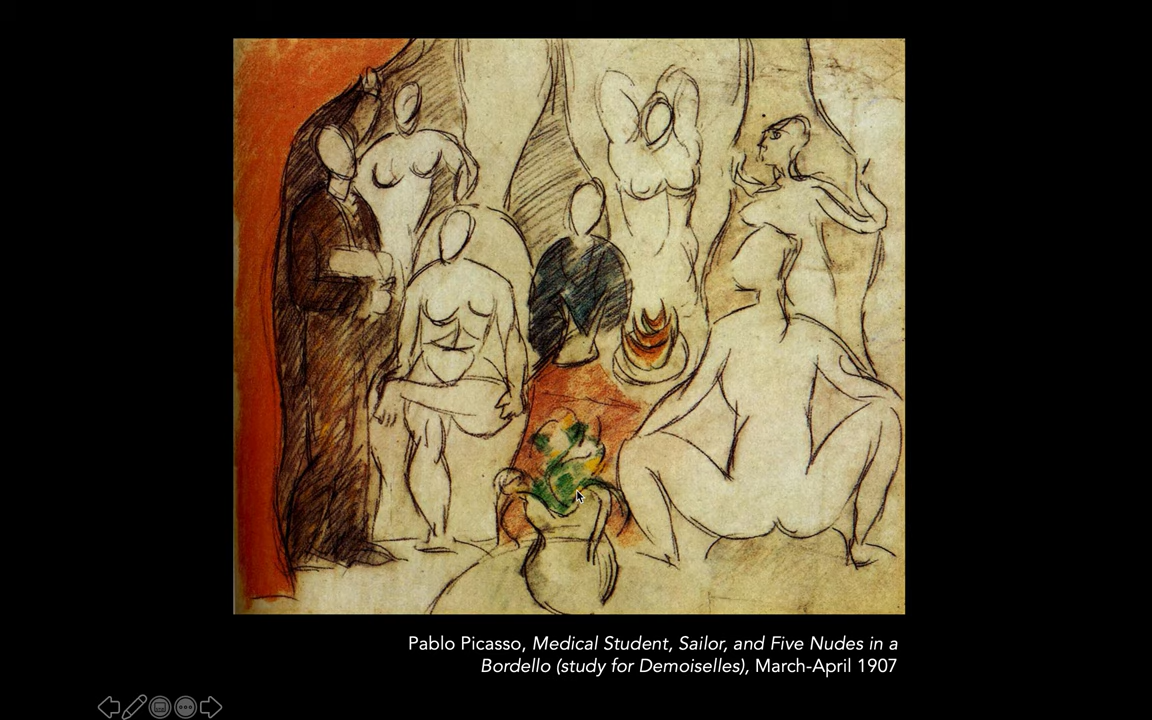 Pablo Picasso, Medical Student, Sailor, and Five Nudes in a
Bordello (study for Demoiselles), March-April 1907